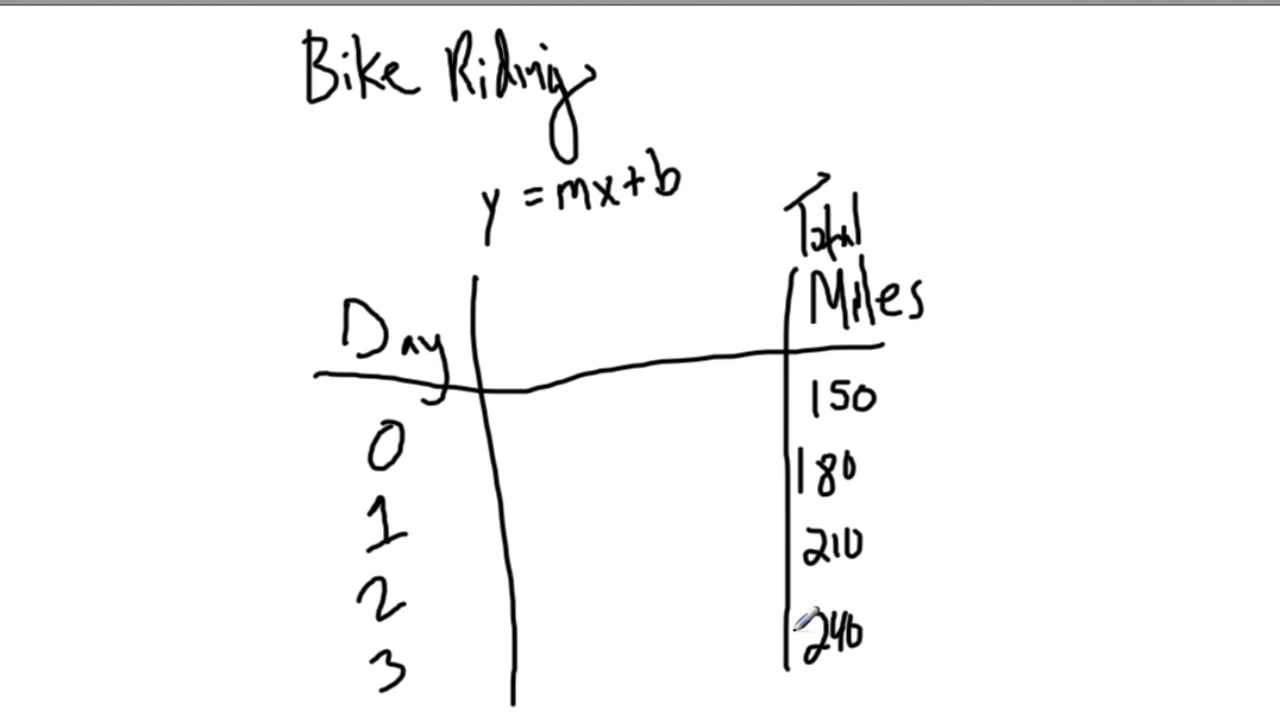 Bike Riding
y = mx + b
Day Total Miles
0 150
1 180
2 210
3 240